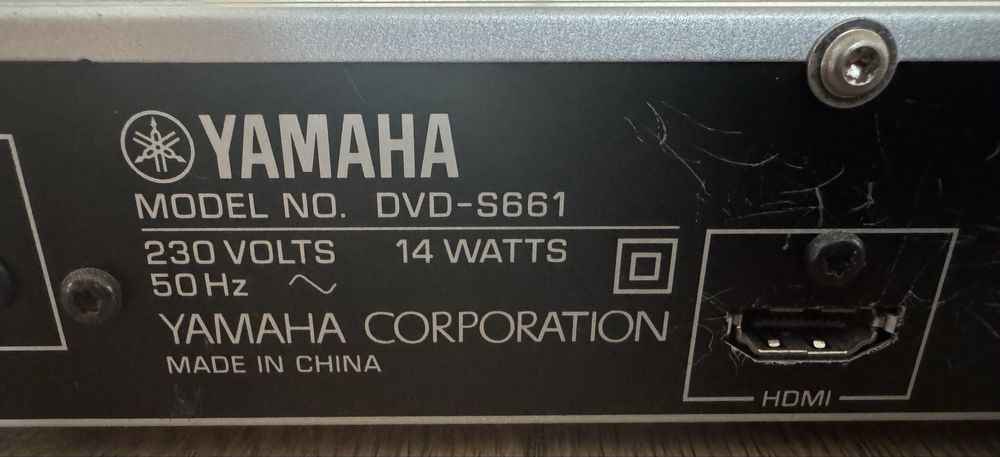 YAMAHA
MODEL NO. DVD-S661
230 VOLTS 14 WATTS
50 Hz ~
YAMAHA CORPORATION
MADE IN CHINA
HDMI